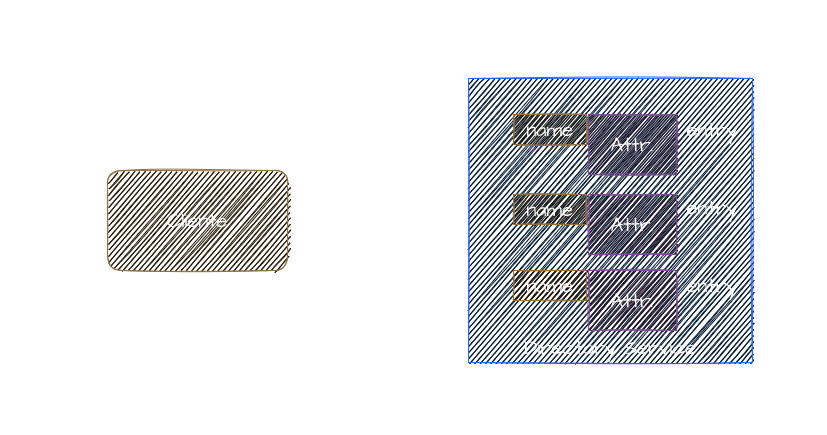 Cliente
name
Attr
entry
name
Attr
entry
name
Attr
entry
Directory Service